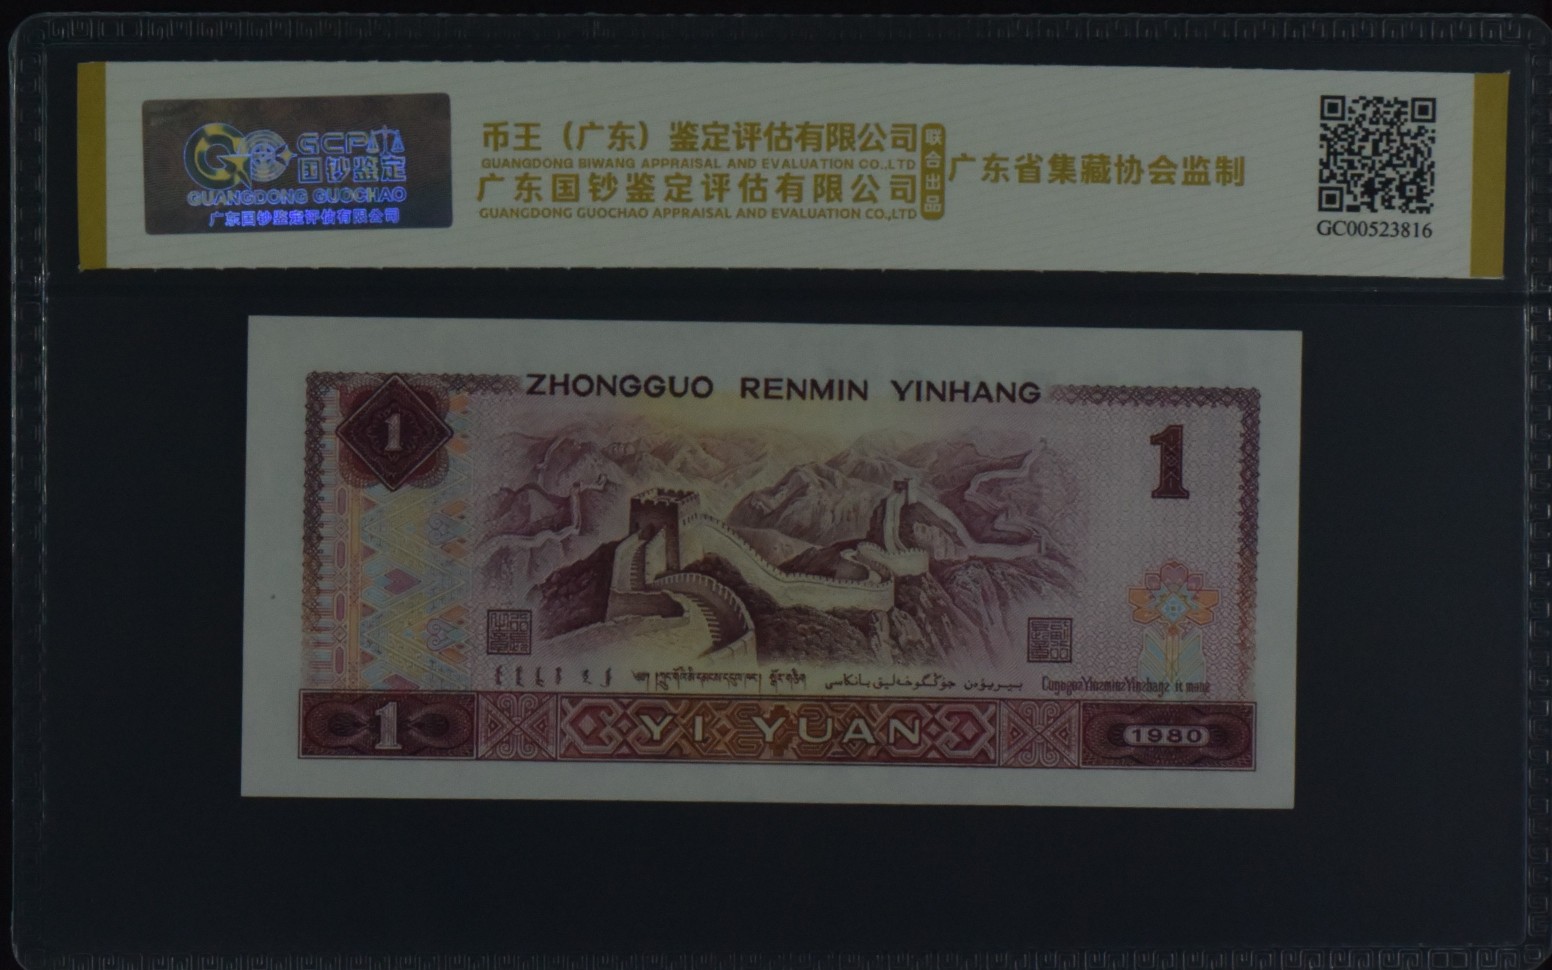 GCPA
国钞鉴定
GUANGDONG GUOCHAO
广东国钞鉴定评估有限公司
币王（广东）鉴定评估有限公司
GUANGDONG BIWANG APPRAISAL AND EVALUATION CO.,LTD
广东国钞鉴定评估有限公司
GUANGDONG GUOCHAO APPRAISAL AND EVALUATION CO.,LTD
联合出品
广东省集藏协会监制
GC00523816
ZHONGGUO RENMIN YINHANG
1
1
1
YI YUAN
1980